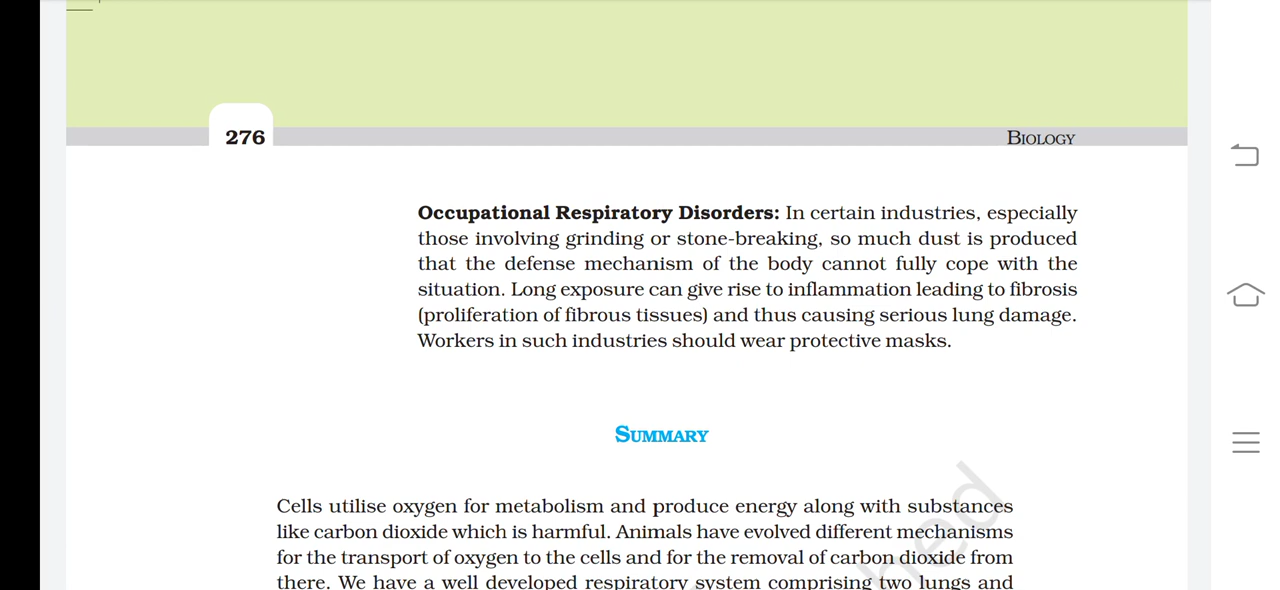 276
BIOLOGY
Occupational Respiratory Disorders: In certain industries, especially
those involving grinding or stone-breaking, so much dust is produced
that the defense mechanism of the body cannot fully cope with the
situation. Long exposure can give rise to inflammation leading to fibrosis
(proliferation of fibrous tissues) and thus causing serious lung damage.
Workers in such industries should wear protective masks.
SUMMARY
Cells utilise oxygen for metabolism and produce energy along with substances
like carbon dioxide which is harmful. Animals have evolved different mechanisms
for the transport of oxygen to the cells and for the removal of carbon dioxide from
there. We have a well developed respiratory system comprising two lungs and